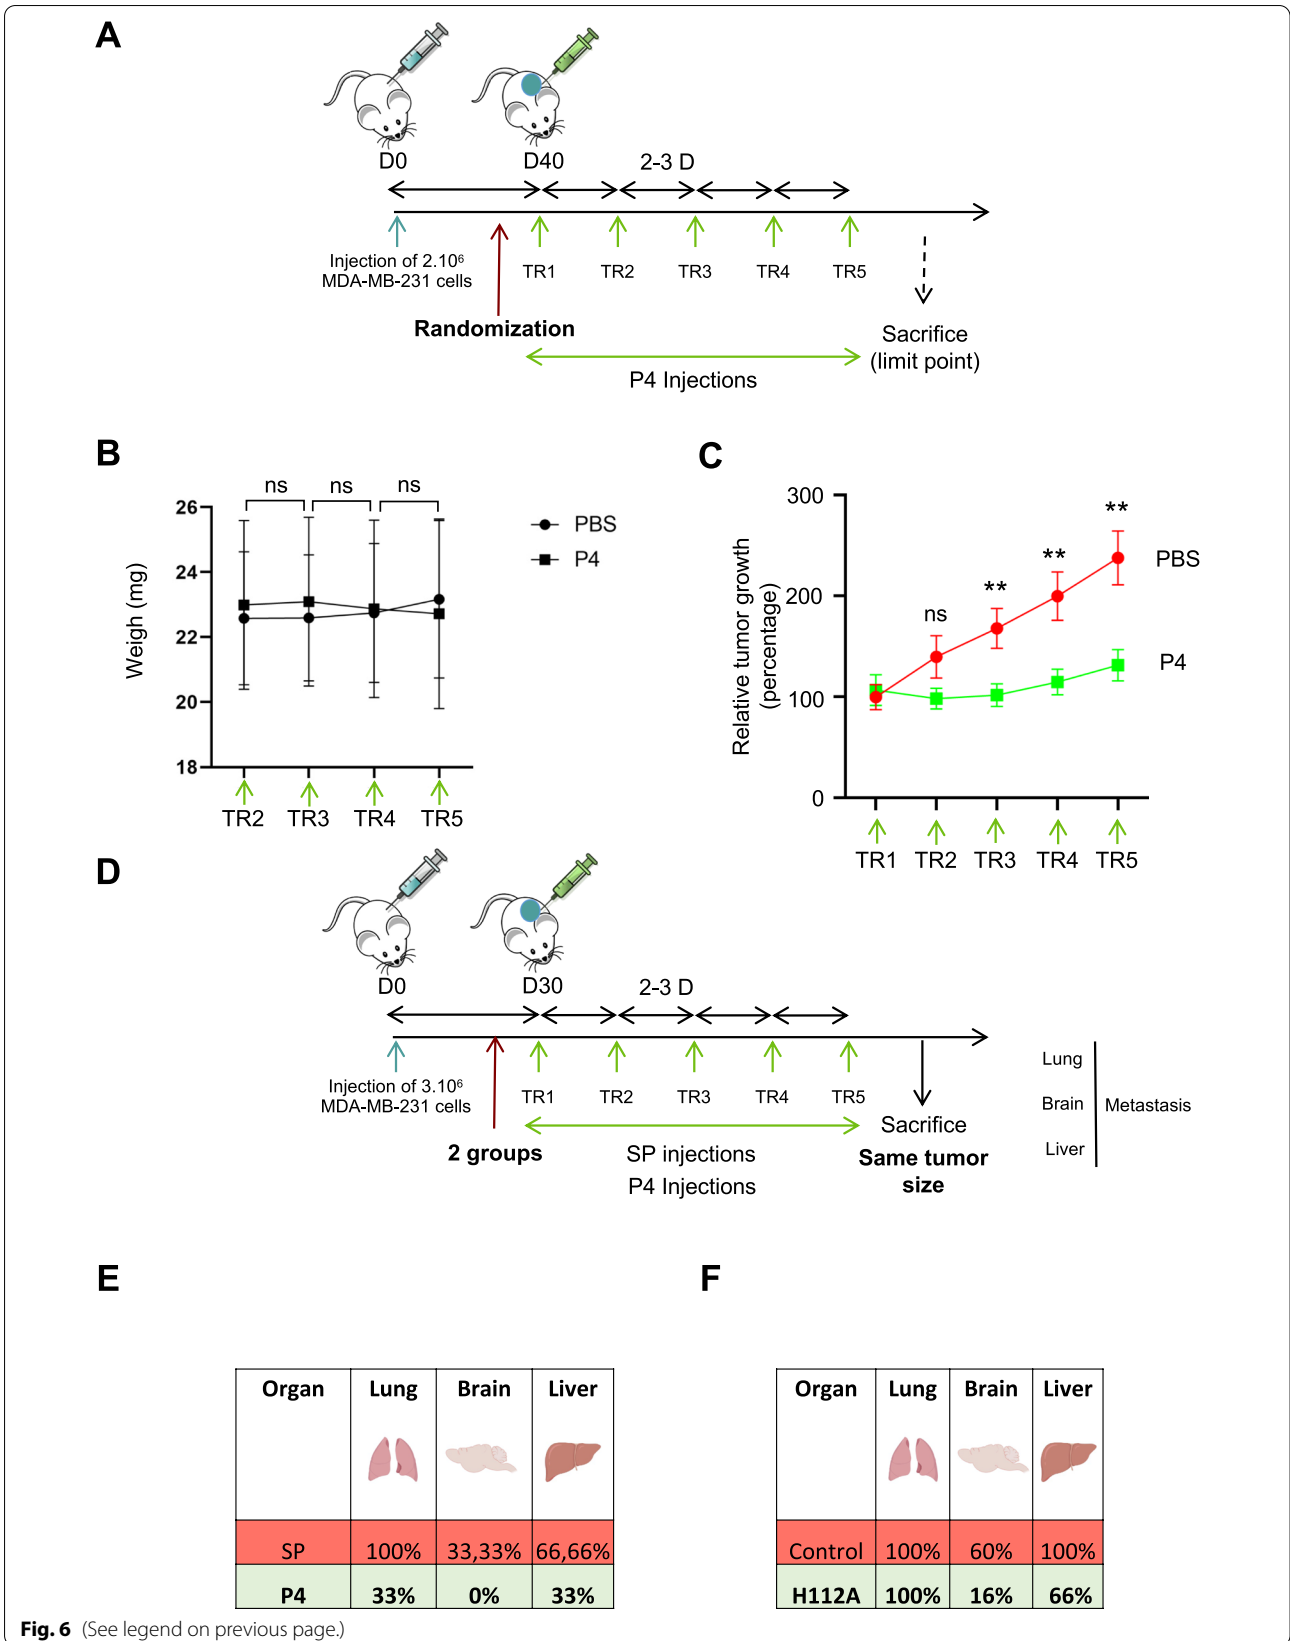 A
D0
D40
2-3 D
Injection of 2.10⁶
MDA-MB-231 cells
TR1
TR2
TR3
TR4
TR5
Randomization
Sacrifice
(limit point)
P4 Injections
B
ns
ns
ns
26
24
22
20
18
Weigh (mg)
PBS
P4
TR2
TR3
TR4
TR5
C
300
200
100
0
Relative tumor growth
(percentage)
ns
**
**
**
PBS
P4
TR1
TR2
TR3
TR4
TR5
D
D0
D30
2-3 D
Injection of 3.10⁶
MDA-MB-231 cells
TR1
TR2
TR3
TR4
TR5
2 groups
SP injections
P4 Injections
Sacrifice
Same tumor
size
Lung
Brain
Liver
Metastasis
E
Organ Lung Brain Liver
SP 100% 33,33% 66,66%
P4 33% 0% 33%
F
Organ Lung Brain Liver
Control 100% 60% 100%
H112A 100% 16% 66%
Fig. 6 (See legend on previous page.)